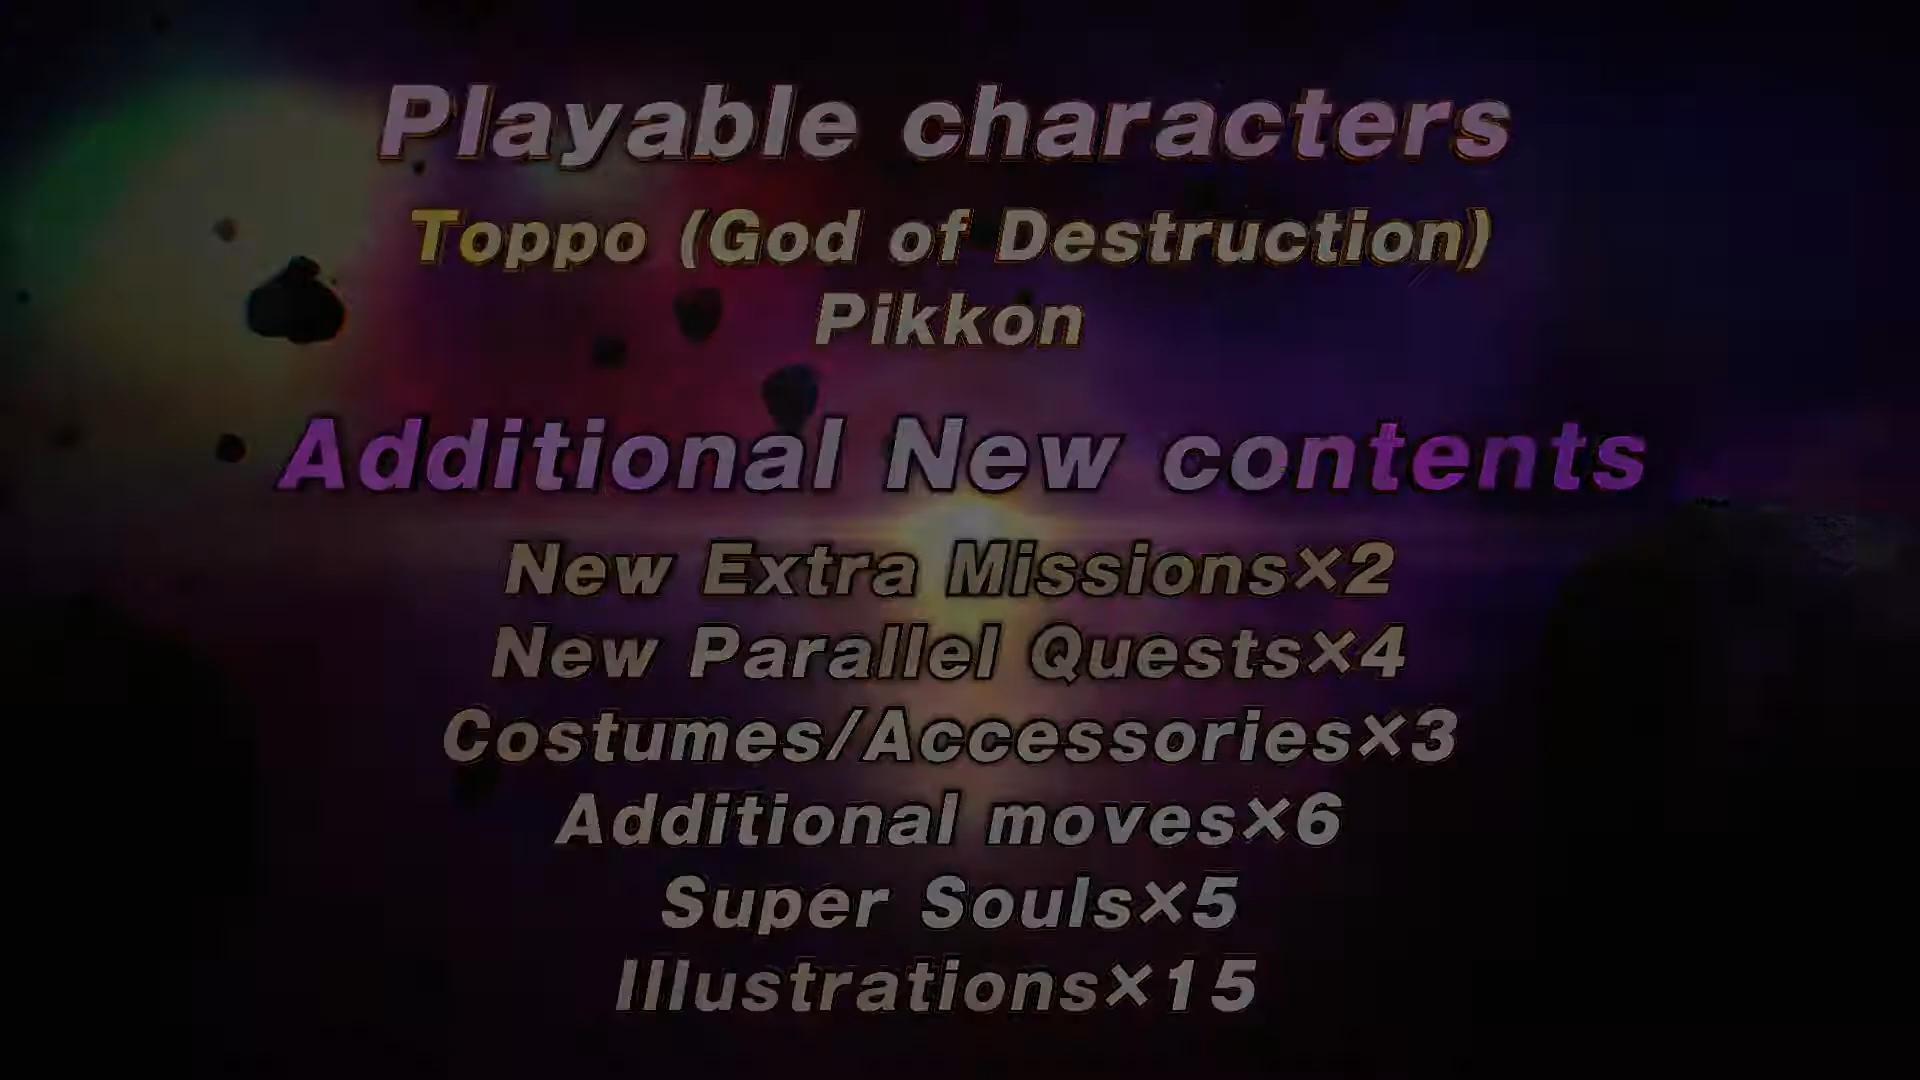 Playable characters
Toppo (God of Destruction)
Pikkon
Additional New contents
New Extra Missions×2
New Parallel Quests×4
Costumes/Accessories×3
Additional moves×6
Super Souls×5
Illustrations×15